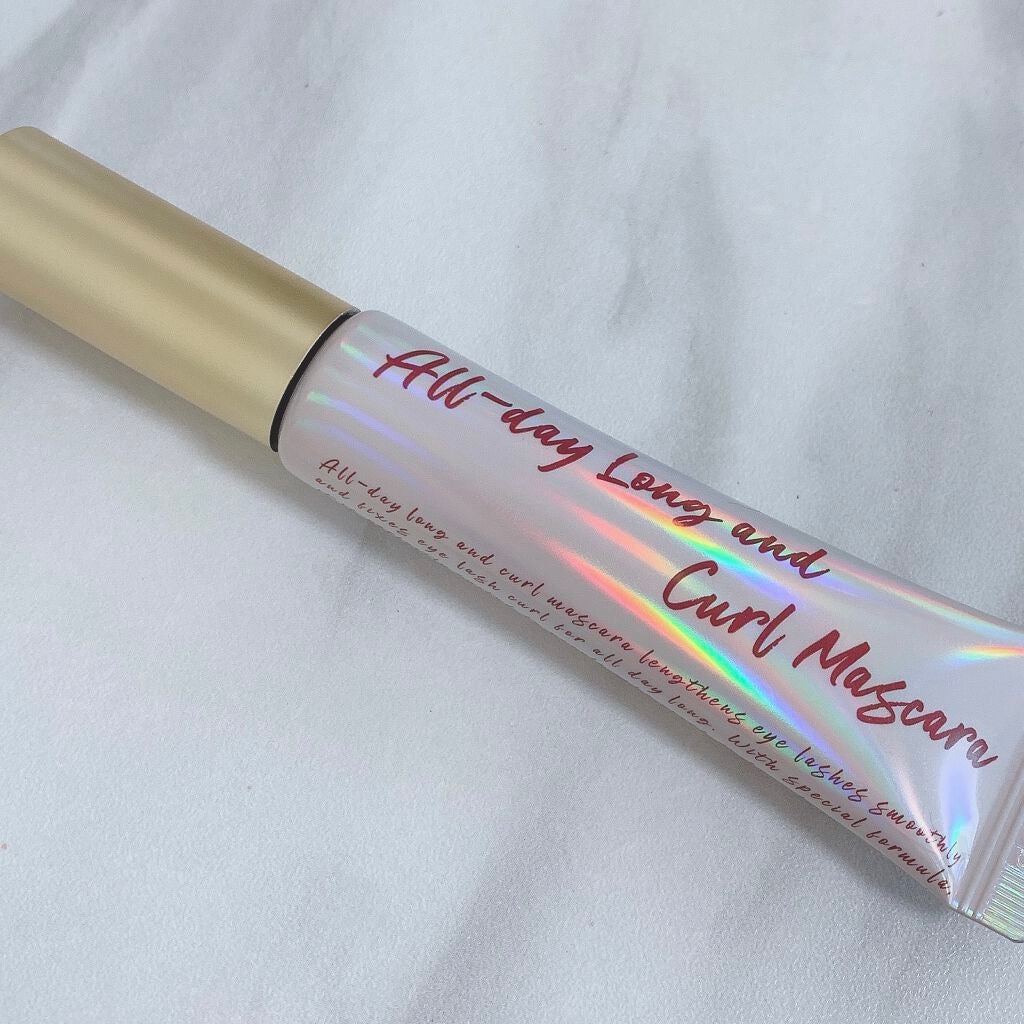 All-day Long and
Curl Mascara
All-day long and curl mascara lengthens eye lashes smoothly
and fixes eye lash curl for all day long. With special formula.